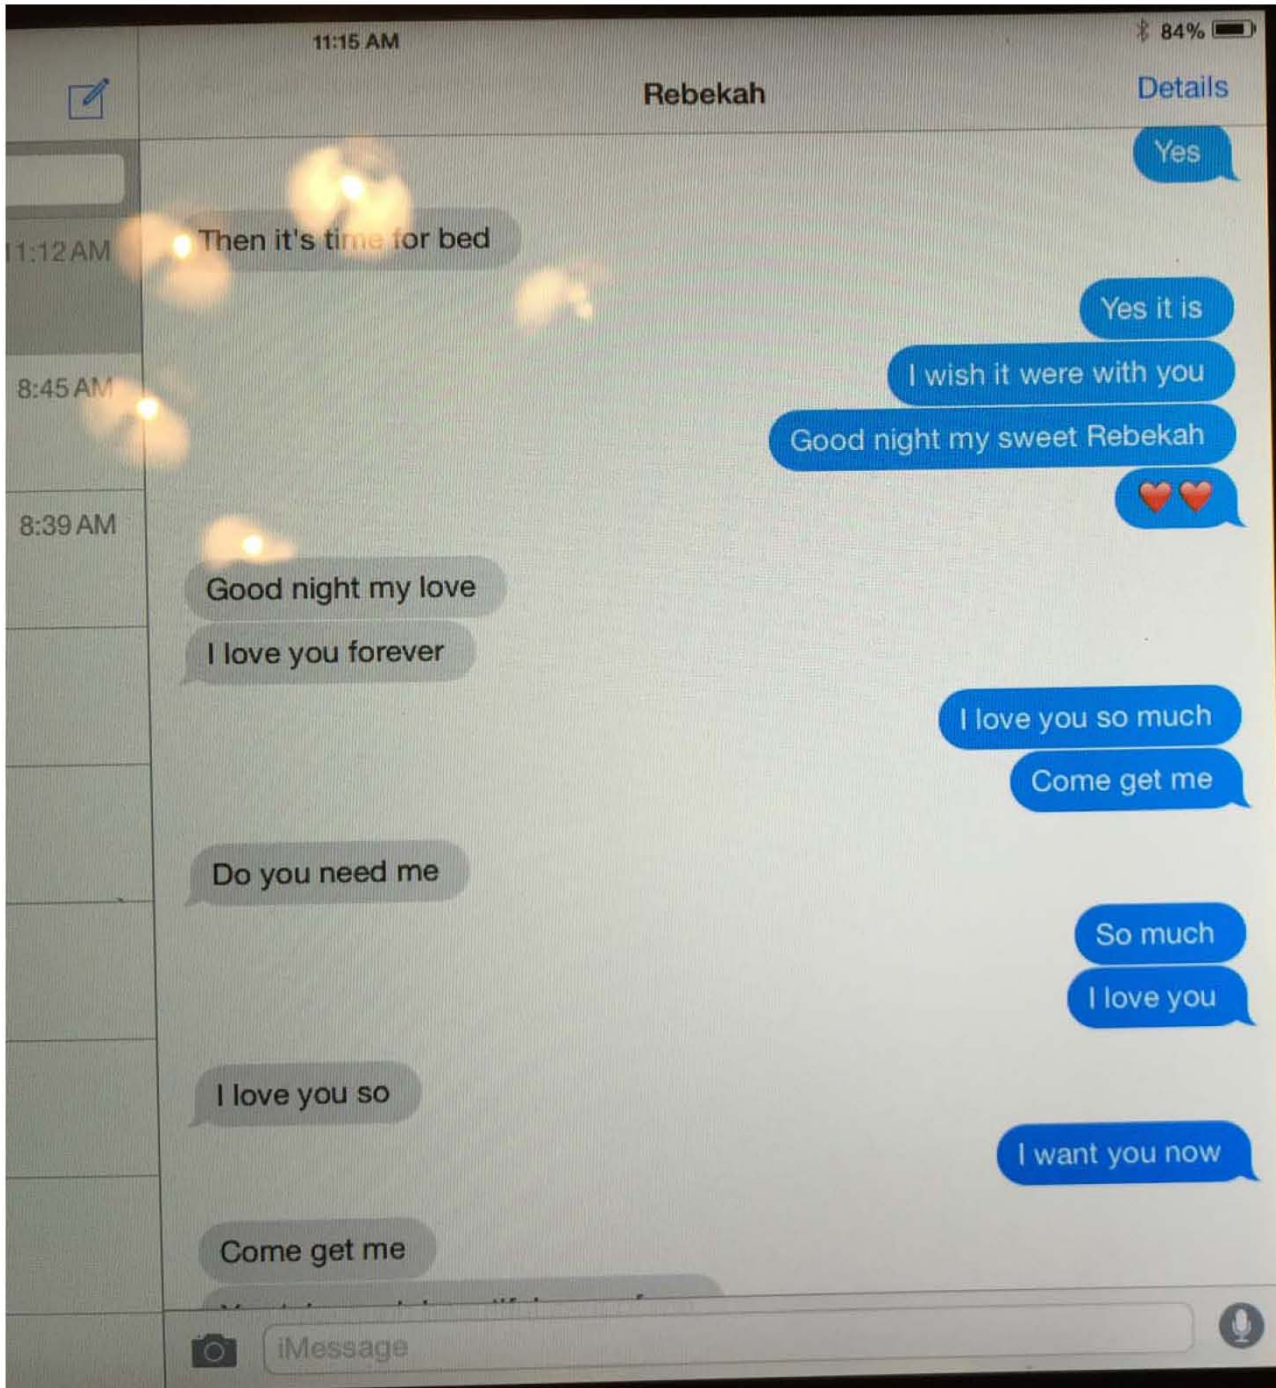 11:15 AM
84%
Rebekah
Details
Yes
11:12 AM
Then it's time for bed
Yes it is
I wish it were with you
8:45 AM
Good night my sweet Rebekah
❤️❤️
8:39 AM
Good night my love
I love you forever
I love you so much
Come get me
Do you need me
So much
I love you
I love you so
I want you now
Come get me
iMessage